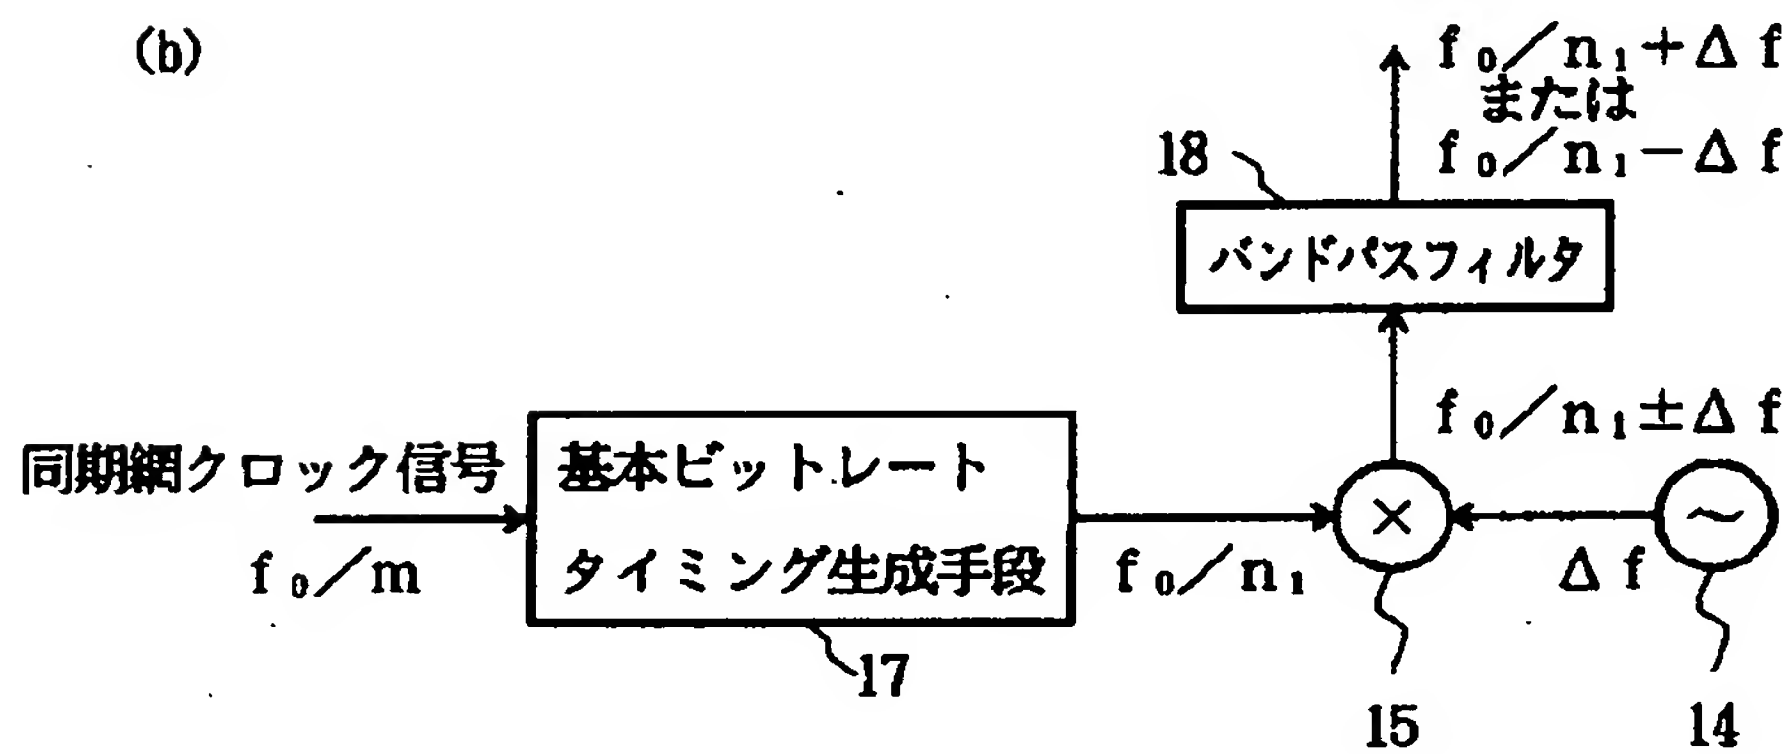 (b)
f₀／n₁＋Δf
または
f₀／n₁－Δf
18
バンドパスフィルタ
f₀／n₁±Δf
同期網クロック信号
基本ビットレート
タイミング生成手段
f₀／m
f₀／n₁
×
～
Δf
17
15
14